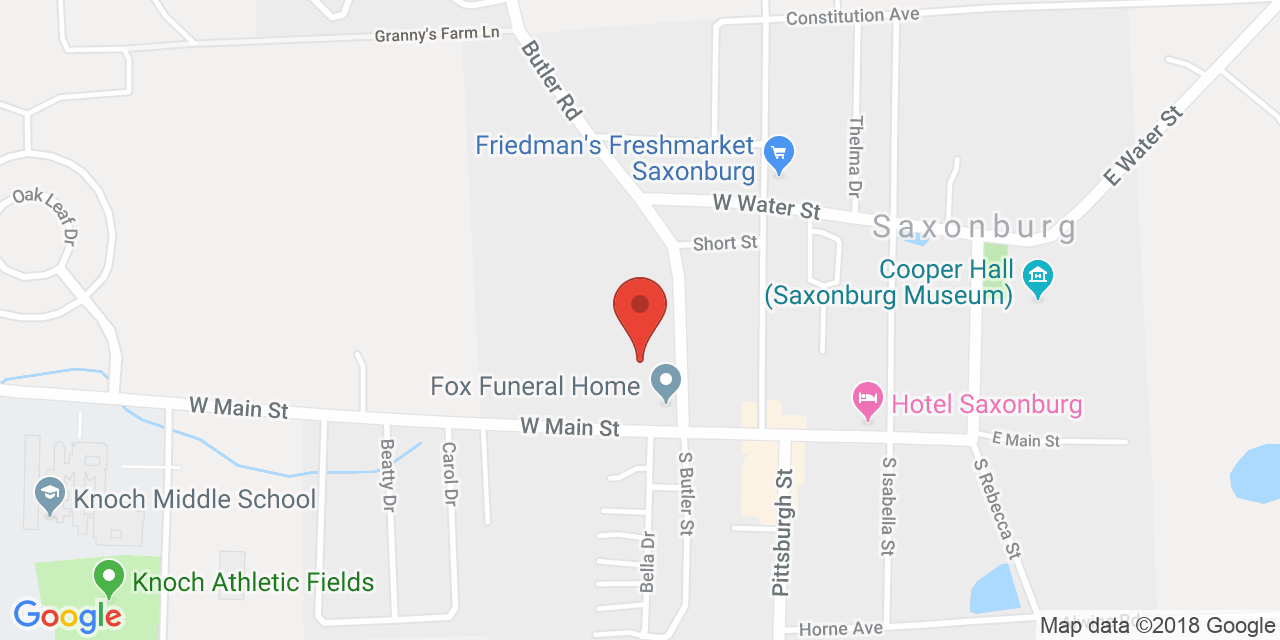 Constitution Ave
Granny's Farm Ln
Butler Rd
Thelma Dr
E Water St
Friedman's Freshmarket
Saxonburg
Oak Leaf Dr
W Water St
Saxonburg
Short St
Cooper Hall
(Saxonburg Museum)
Fox Funeral Home
Hotel Saxonburg
W Main St
W Main St
E Main St
Beatty Dr
Carol Dr
S Butler St
Pittsburgh St
S Isabella St
S Rebecca St
Knoch Middle School
Bella Dr
Knoch Athletic Fields
Google
Horne Ave
Map data ©2018 Google